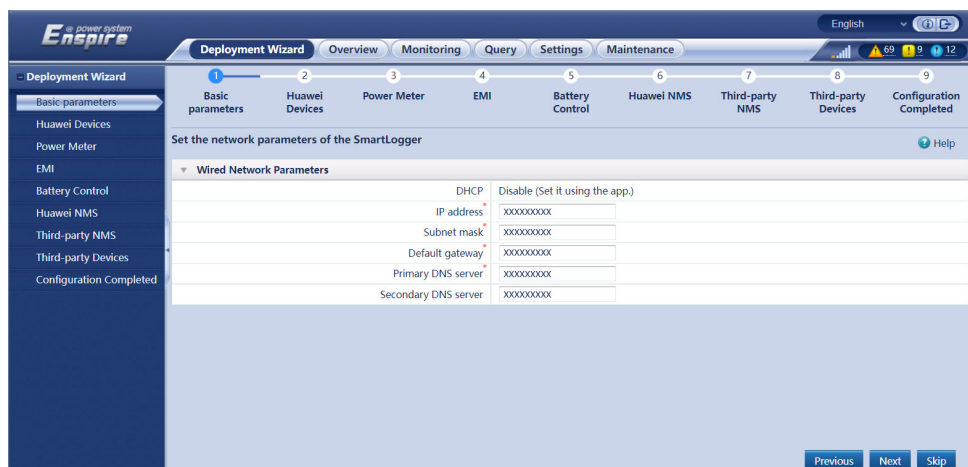 @ power system
Enspire
English
Deployment Wizard
Overview
Monitoring
Query
Settings
Maintenance
69
9
12
Deployment Wizard
Basic parameters
Huawei Devices
Power Meter
EMI
Battery Control
Huawei NMS
Third-party NMS
Third-party Devices
Configuration Completed
1
2
3
4
5
6
7
8
9
Basic
parameters
Huawei
Devices
Power Meter
EMI
Battery
Control
Huawei NMS
Third-party
NMS
Third-party
Devices
Configuration
Completed
Set the network parameters of the SmartLogger
Help
Wired Network Parameters
DHCP Disable (Set it using the app.)
IP address* XXXXXXXXX
Subnet mask* XXXXXXXXX
Default gateway* XXXXXXXXX
Primary DNS server* XXXXXXXXX
Secondary DNS server XXXXXXXXX
Previous
Next
Skip